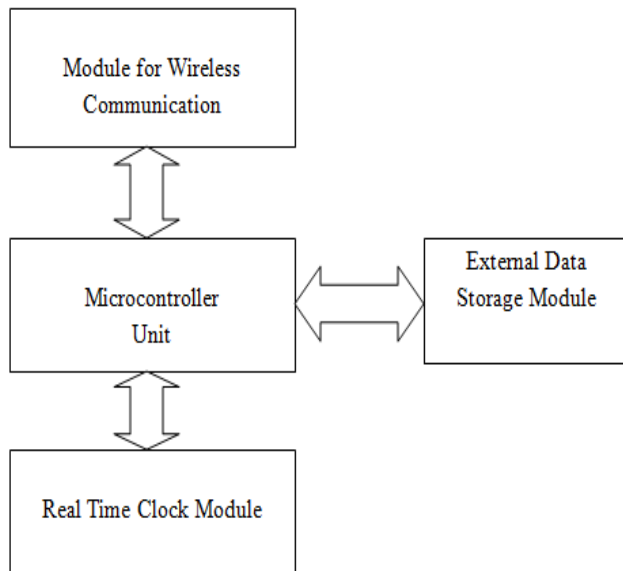 Module for Wireless
Communication
Microcontroller
Unit
External Data
Storage Module
Real Time Clock Module